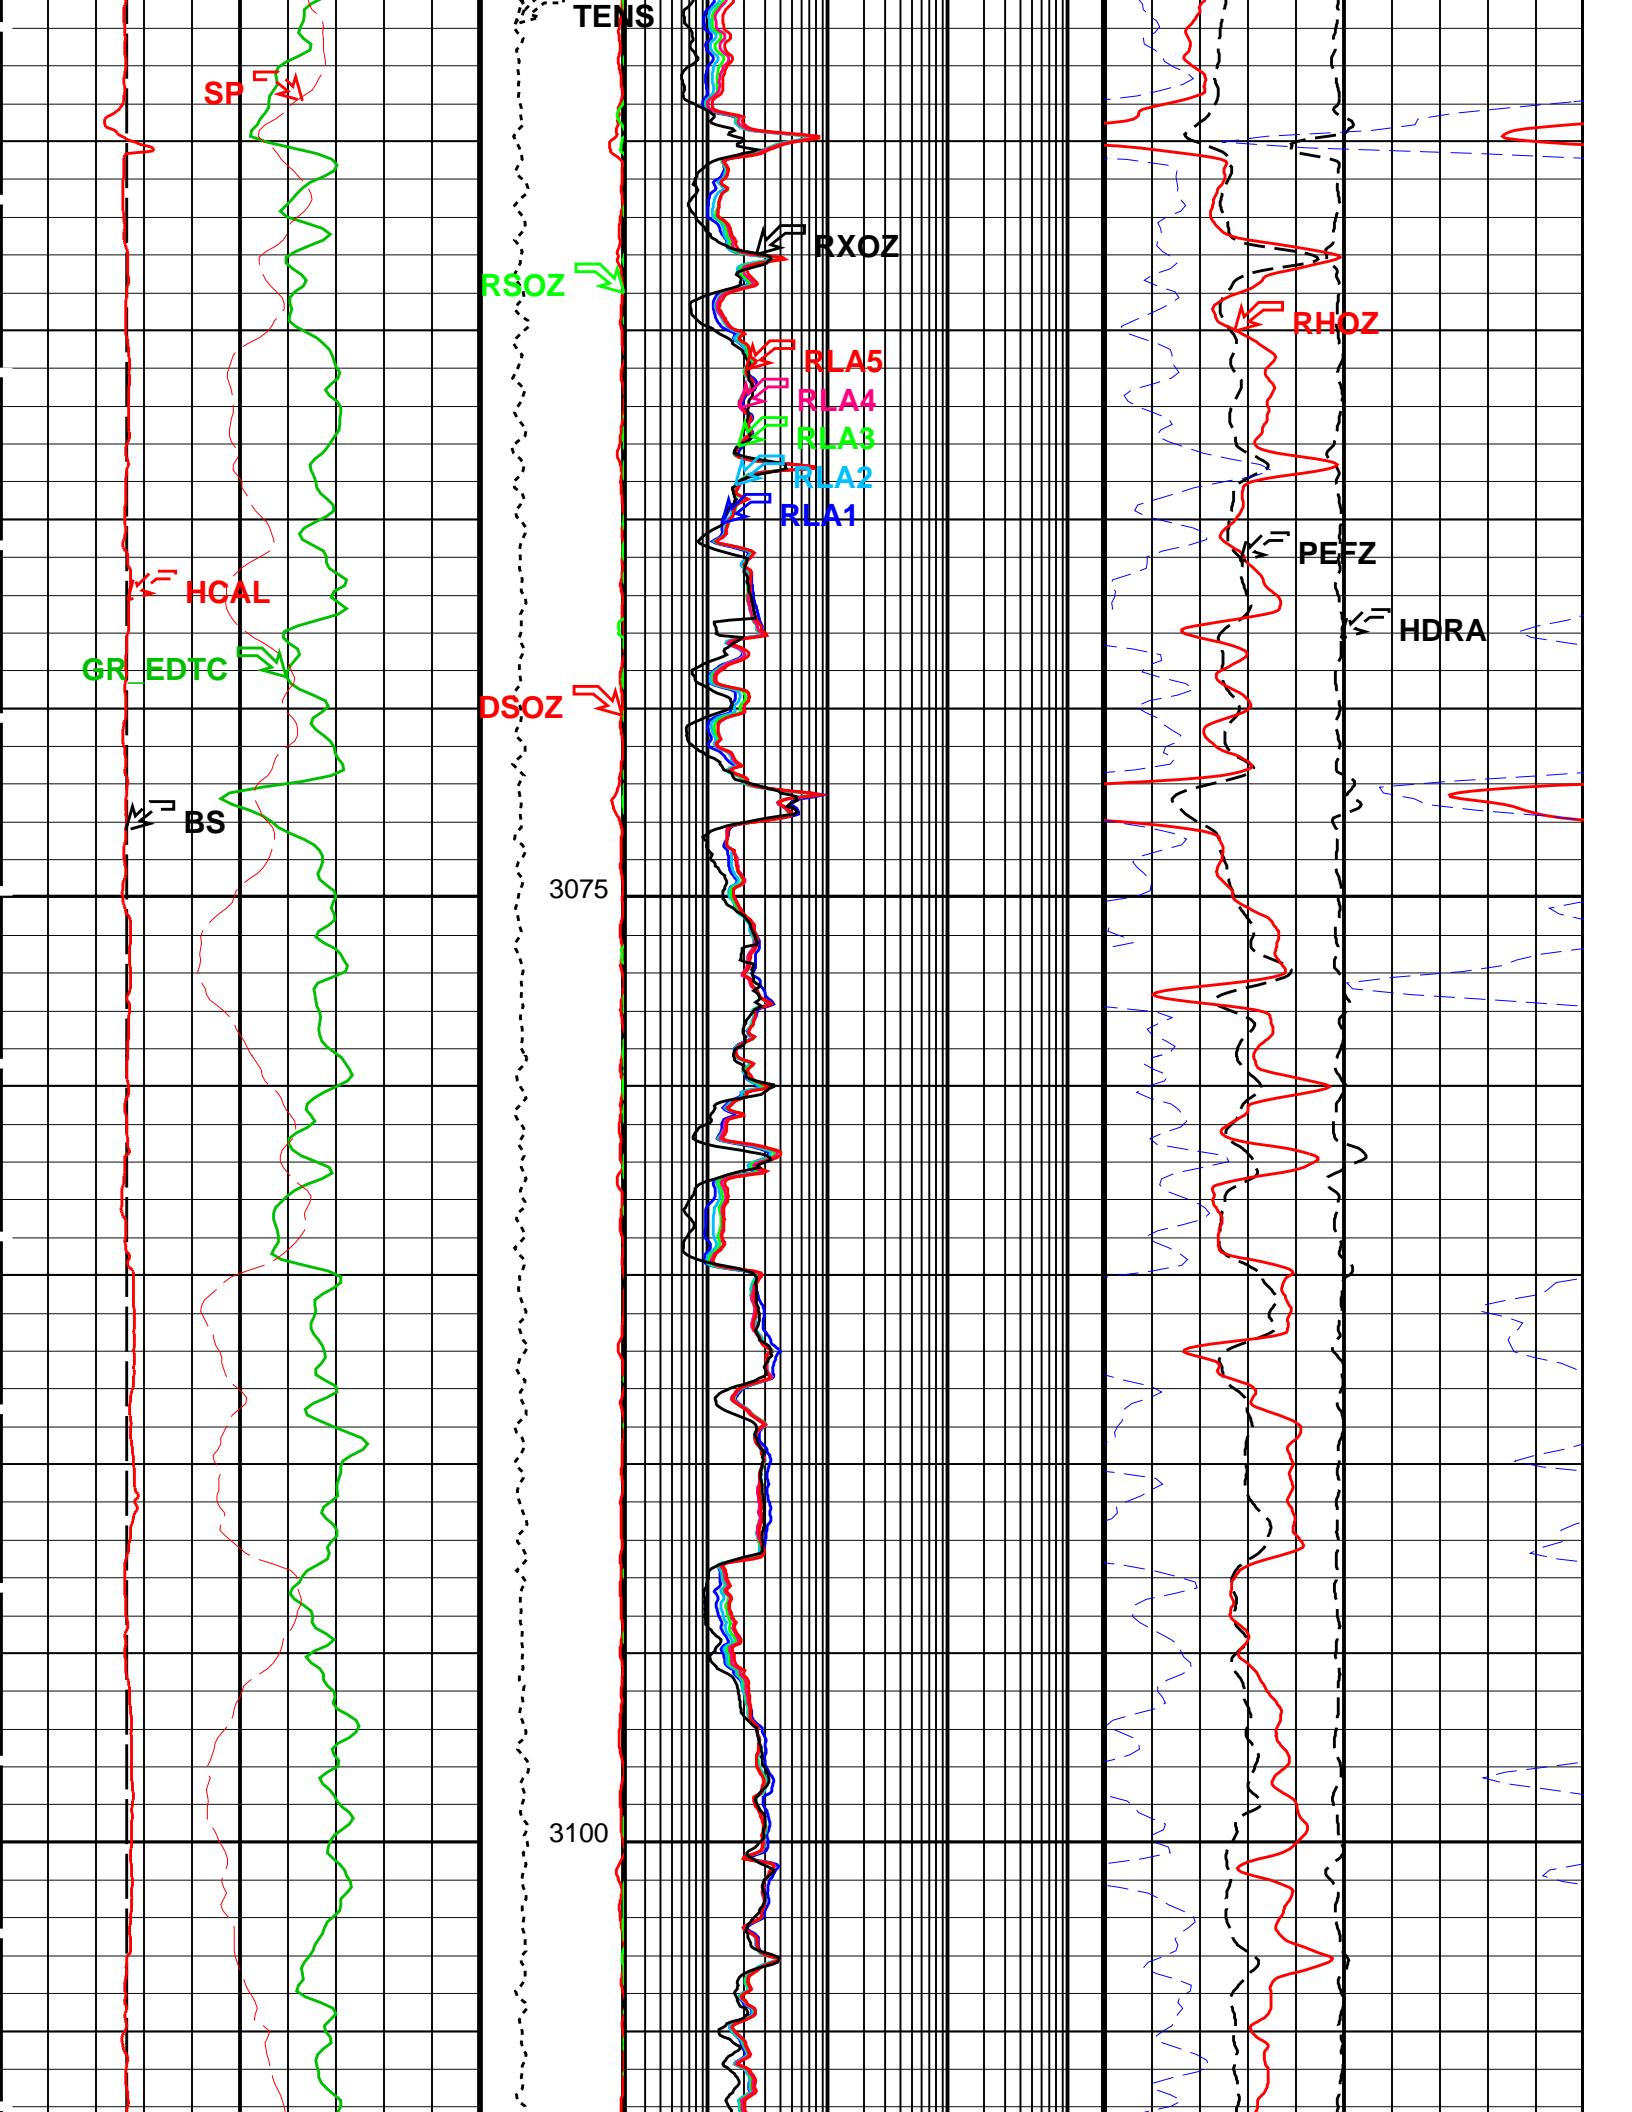 TENS
SP
RXOZ
RSOZ
RHOZ
RLA5
RLA4
RLA3
RLA2
RLA1
PEFZ
HCAL
HDRA
GR_EDTC
DSOZ
BS
3075
3100